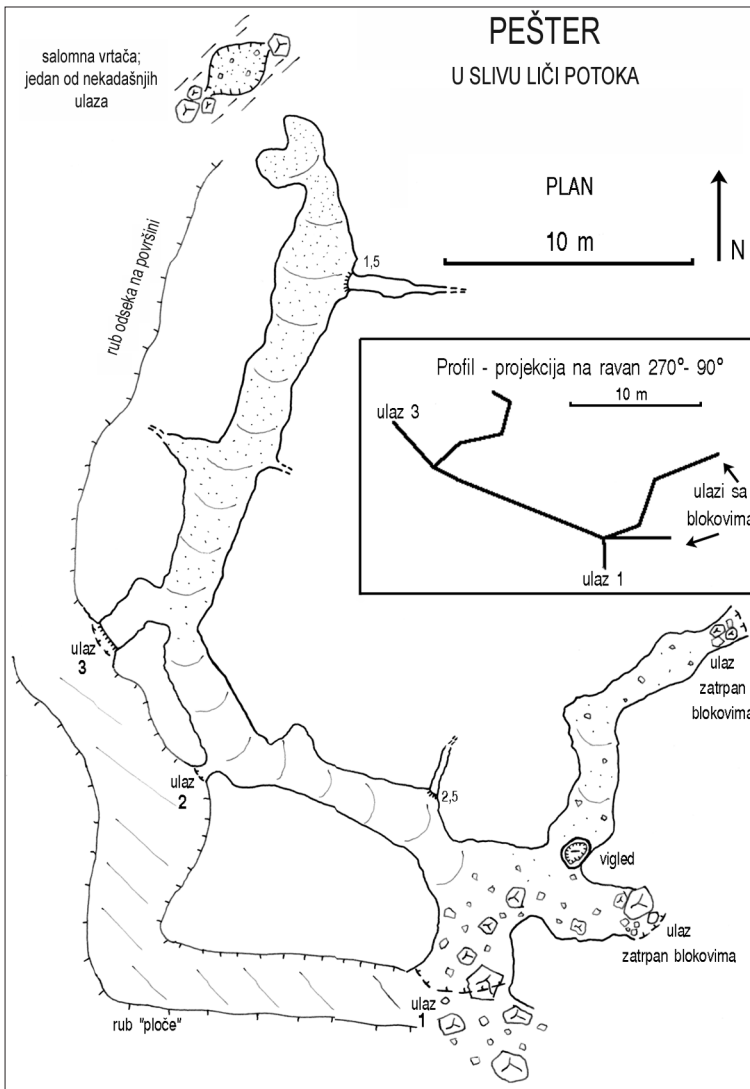 PEŠTER
U SLIVU LIČI POTOKA
salomna vrtača;
jedan od nekadašnjih
ulaza
PLAN
10 m
N
rub odseka na površini
1,5
Profil - projekcija na ravan 270°- 90°
10 m
ulaz 3
ulazi sa
blokovima
ulaz 1
ulaz
3
ulaz
zatrpan
blokovima
ulaz
2
2,5
vigled
ulaz
zatrpan blokovima
ulaz
1
rub "ploče"